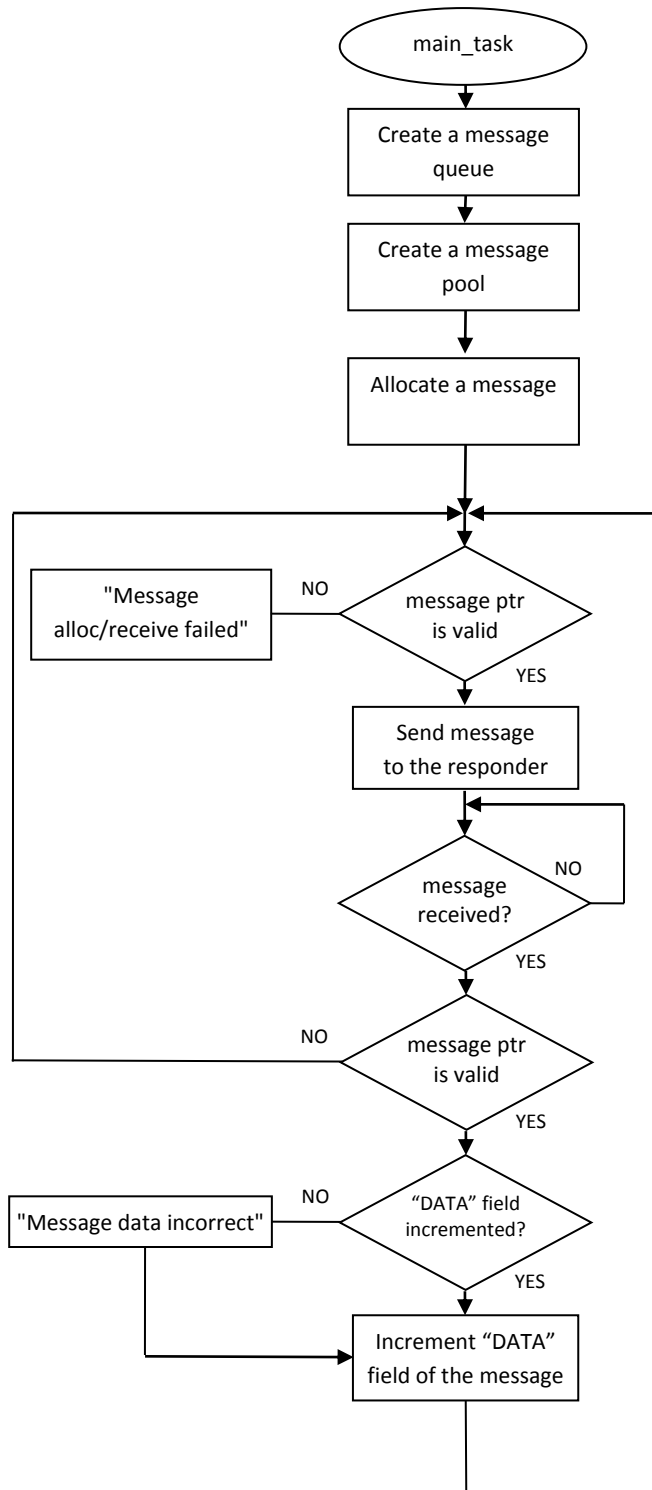 main_task
Create a message
queue
Create a message
pool
Allocate a message
NO
"Message
alloc/receive failed"
message ptr
is valid
YES
Send message
to the responder
NO
message
received?
YES
NO
message ptr
is valid
YES
NO
"Message data incorrect"
“DATA” field
incremented?
YES
Increment “DATA”
field of the message